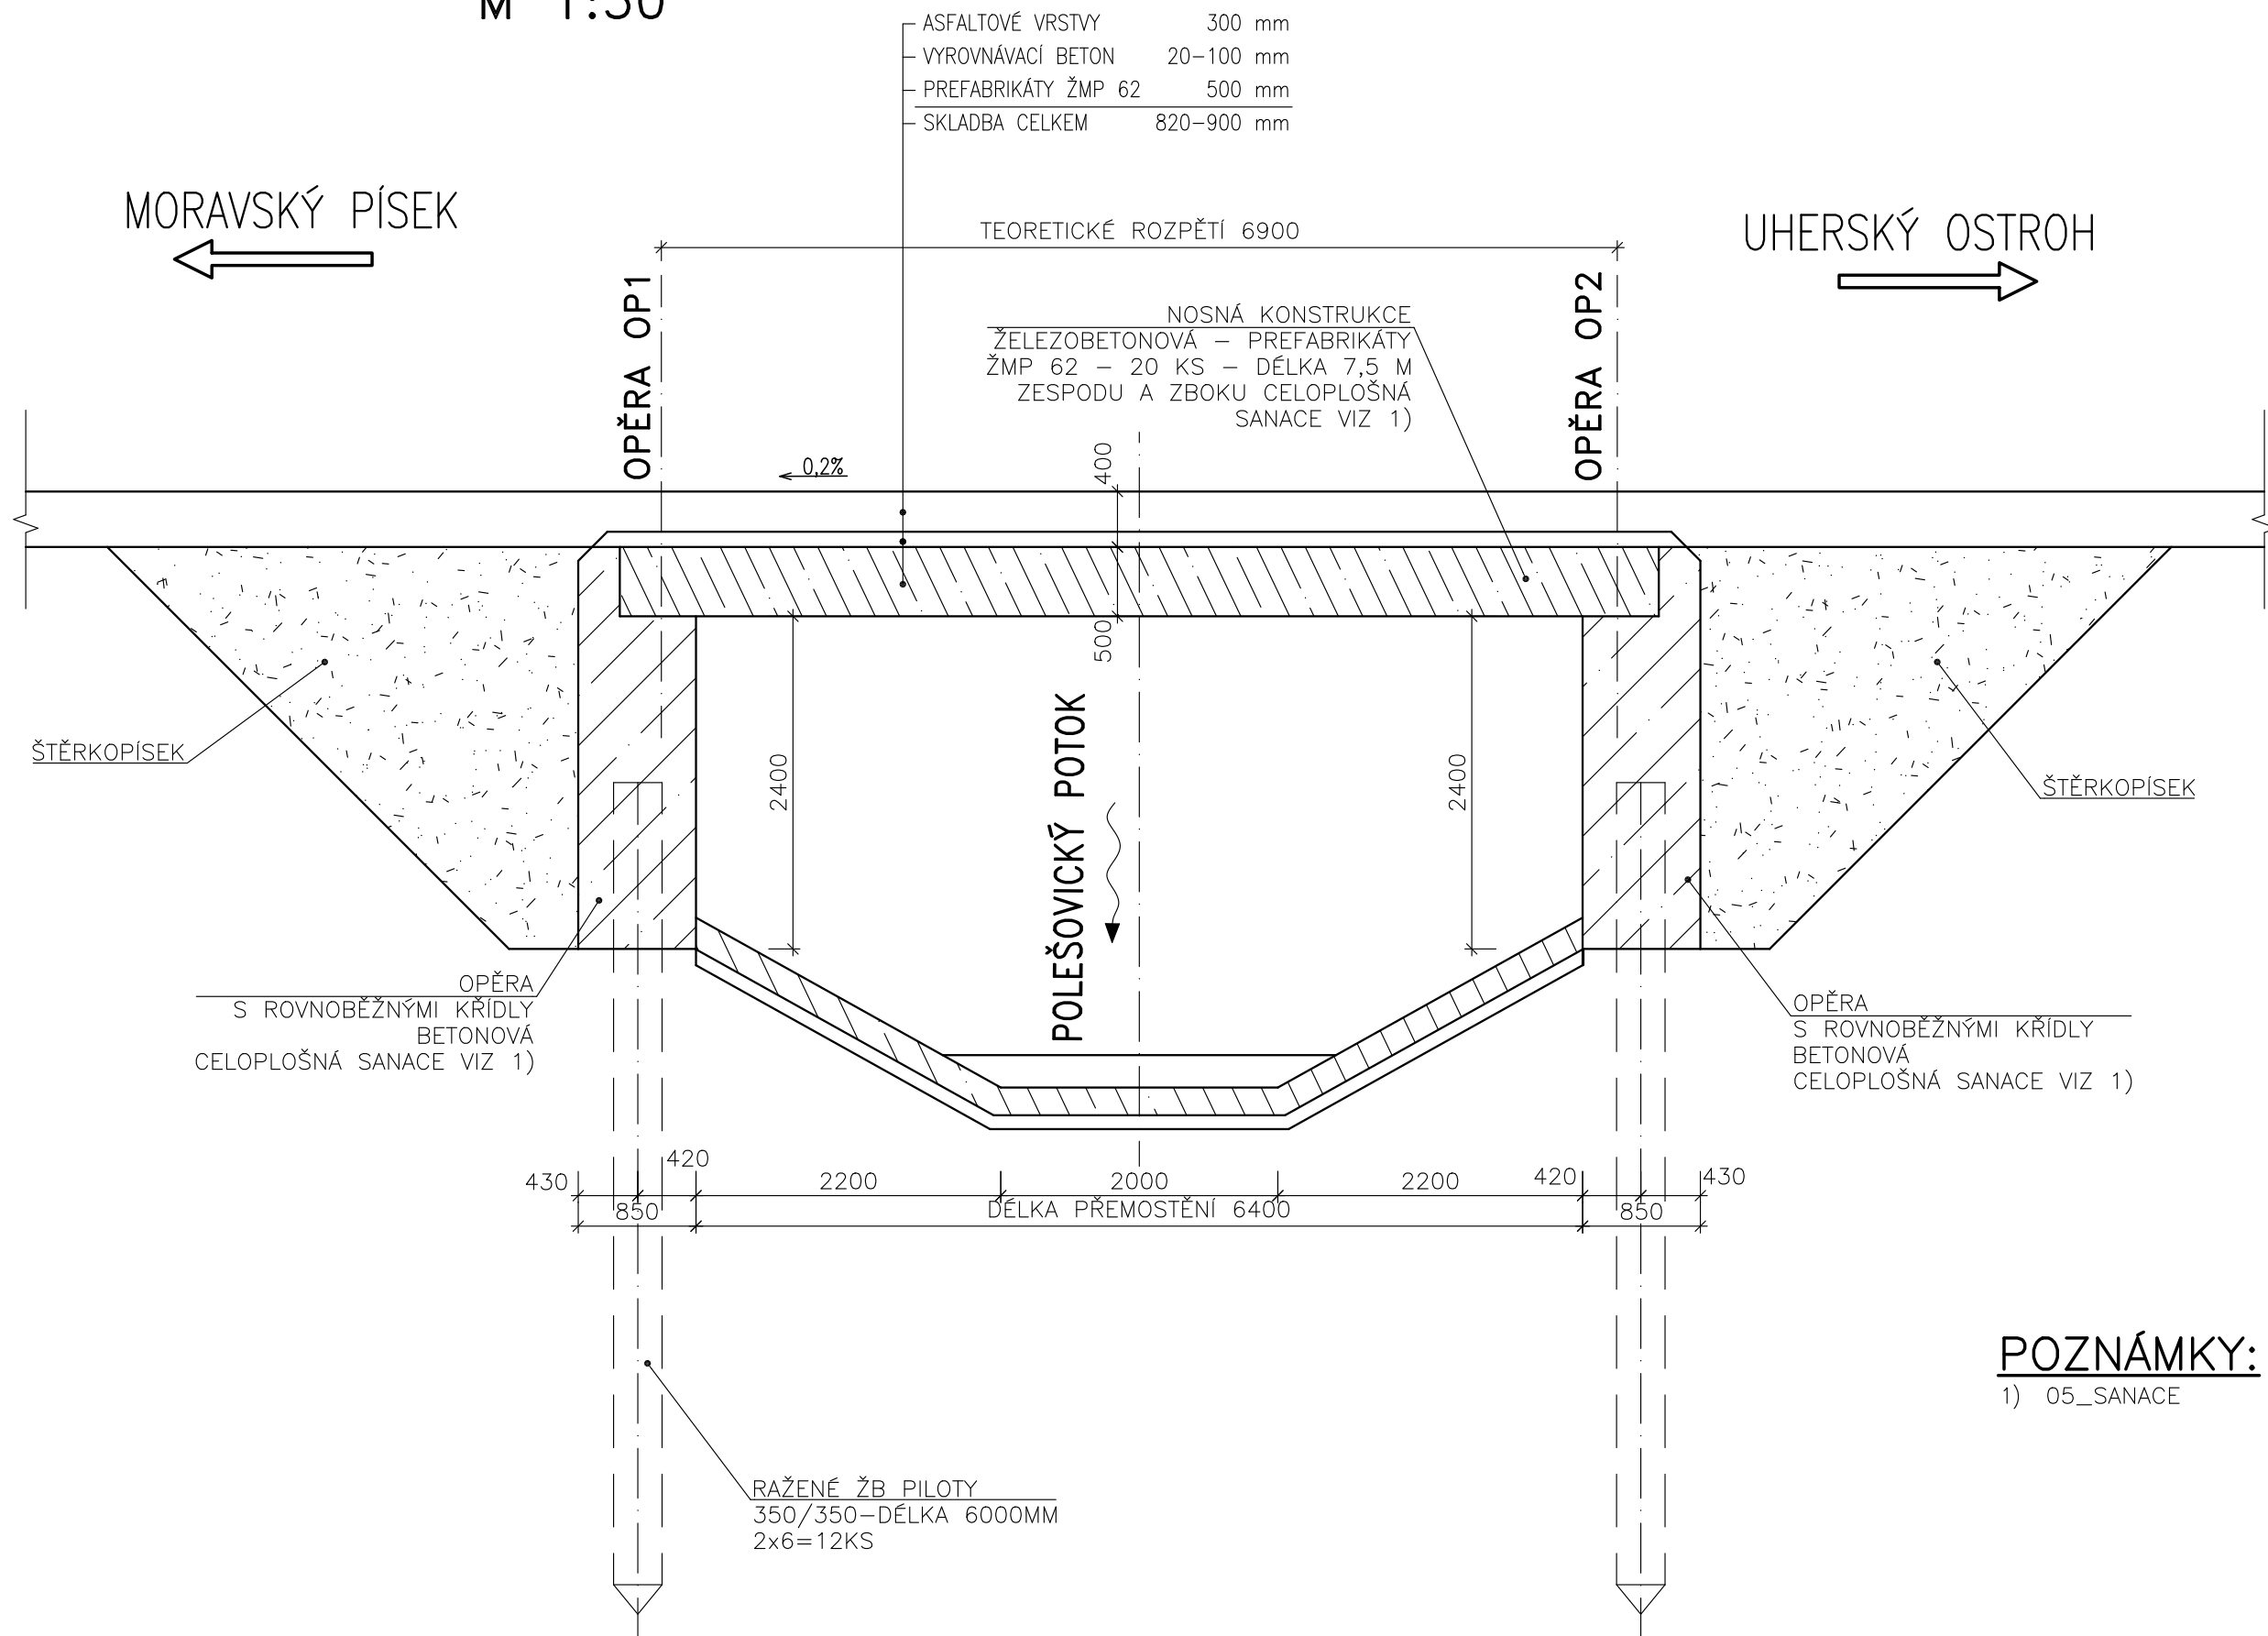 M 1:50
ASFALTOVÉ VRSTVY 300 mm
VYROVNÁVACÍ BETON 20-100 mm
PREFABRIKÁTY ŽMP 62 500 mm
SKLADBA CELKEM 820-900 mm
MORAVSKÝ PÍSEK
UHERSKÝ OSTROH
TEORETICKÉ ROZPĚTÍ 6900
OPĚRA OP1
OPĚRA OP2
NOSNÁ KONSTRUKCE
ŽELEZOBETONOVÁ - PREFABRIKÁTY
ŽMP 62 - 20 KS - DÉLKA 7,5 M
ZESPODU A ZBOKU CELOPLOŠNÁ
SANACE VIZ 1)
0,2%
400
500
2400
2400
POLEŠOVICKÝ POTOK
ŠTĚRKOPÍSEK
ŠTĚRKOPÍSEK
OPĚRA
S ROVNOBĚŽNÝMI KŘÍDLY
BETONOVÁ
CELOPLOŠNÁ SANACE VIZ 1)
OPĚRA
S ROVNOBĚŽNÝMI KŘÍDLY
BETONOVÁ
CELOPLOŠNÁ SANACE VIZ 1)
430 420 2200 2000 2200 420 430
850 DÉLKA PŘEMOSTĚNÍ 6400 850
POZNÁMKY:
1) 05_SANACE
RAŽENÉ ŽB PILOTY
350/350-DÉLKA 6000MM
2x6=12KS